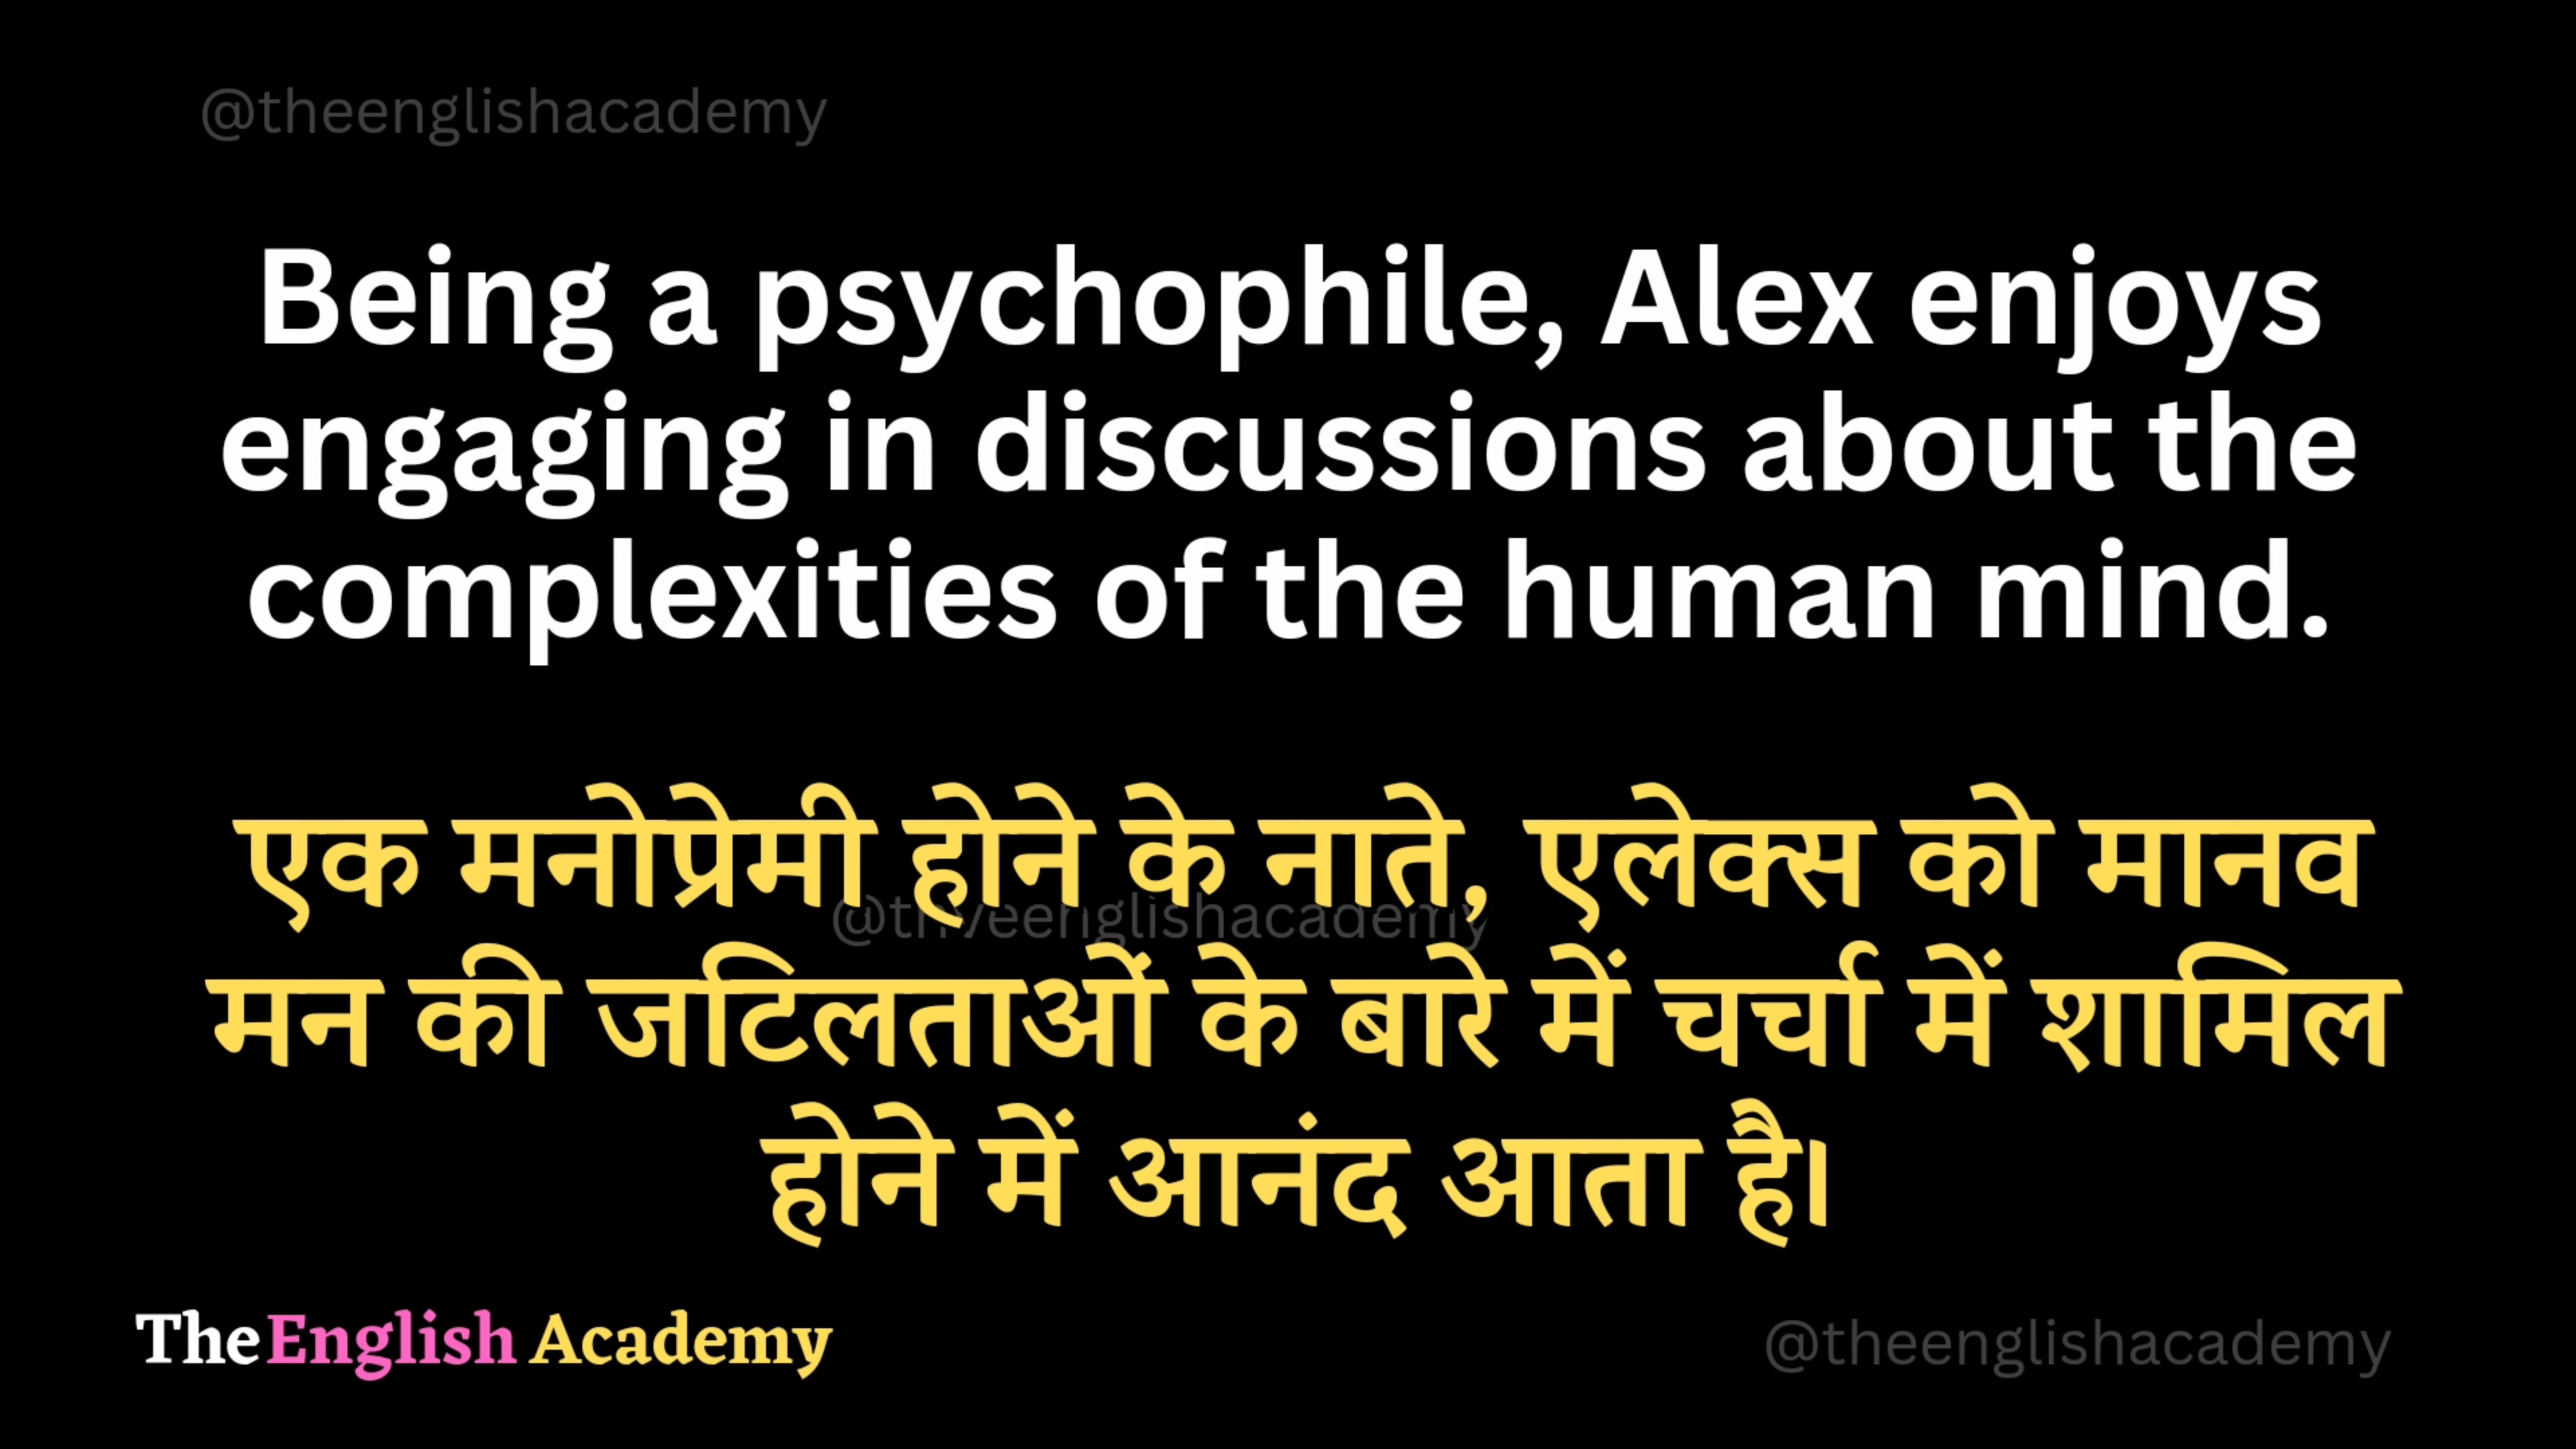 @theenglishacademy
Being a psychophile, Alex enjoys
engaging in discussions about the
complexities of the human mind.
एक मनोप्रेमी होने के नाते, एलेक्स को मानव
@thveenglishacademy
मन की जटिलताओं के बारे में चर्चा में शामिल
होने में आनंद आता है।
The English Academy
@theenglishacademy